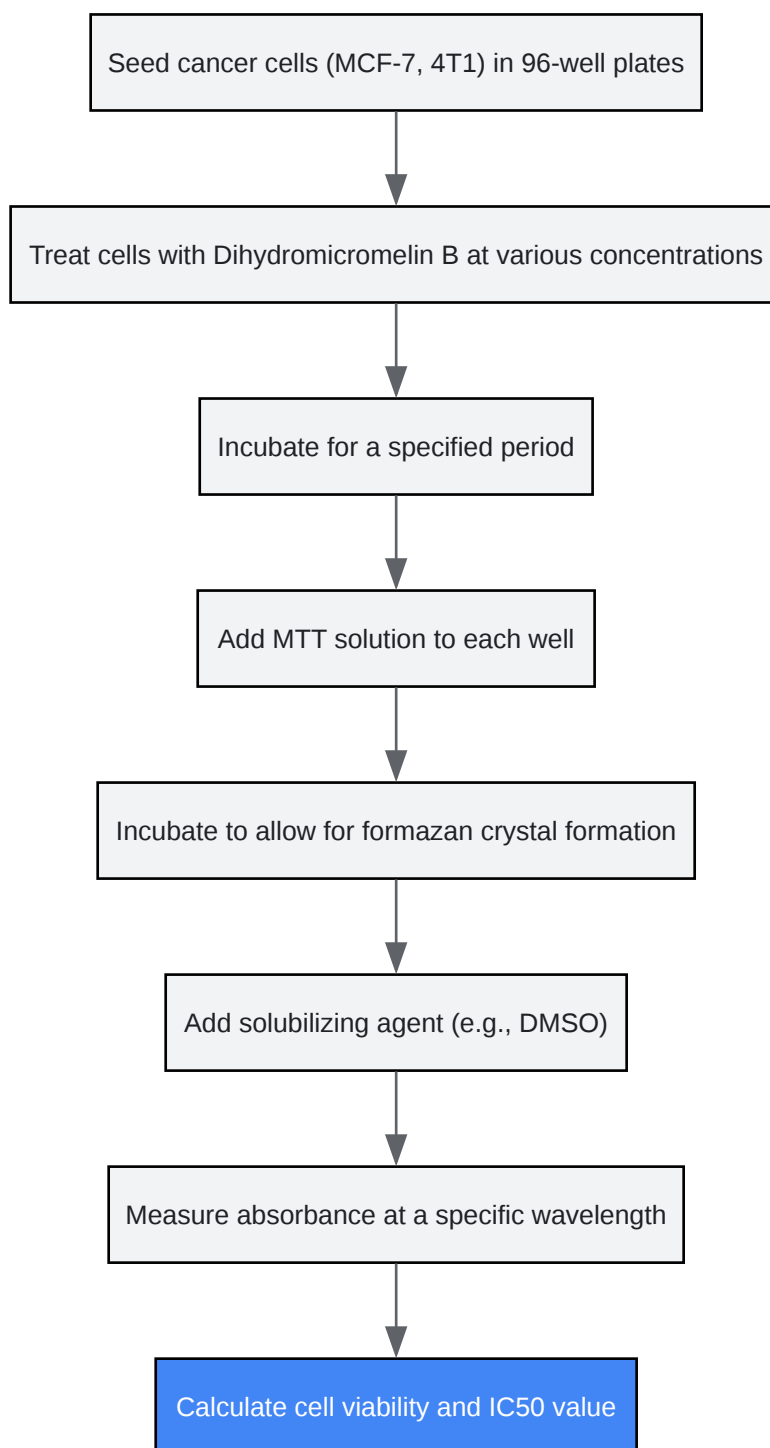 Seed cancer cells (MCF-7, 4T1) in 96-well plates
Treat cells with Dihydromicromelin B at various concentrations
Incubate for a specified period
Add MTT solution to each well
Incubate to allow for formazan crystal formation
Add solubilizing agent (e.g., DMSO)
Measure absorbance at a specific wavelength
Calculate cell viability and IC50 value